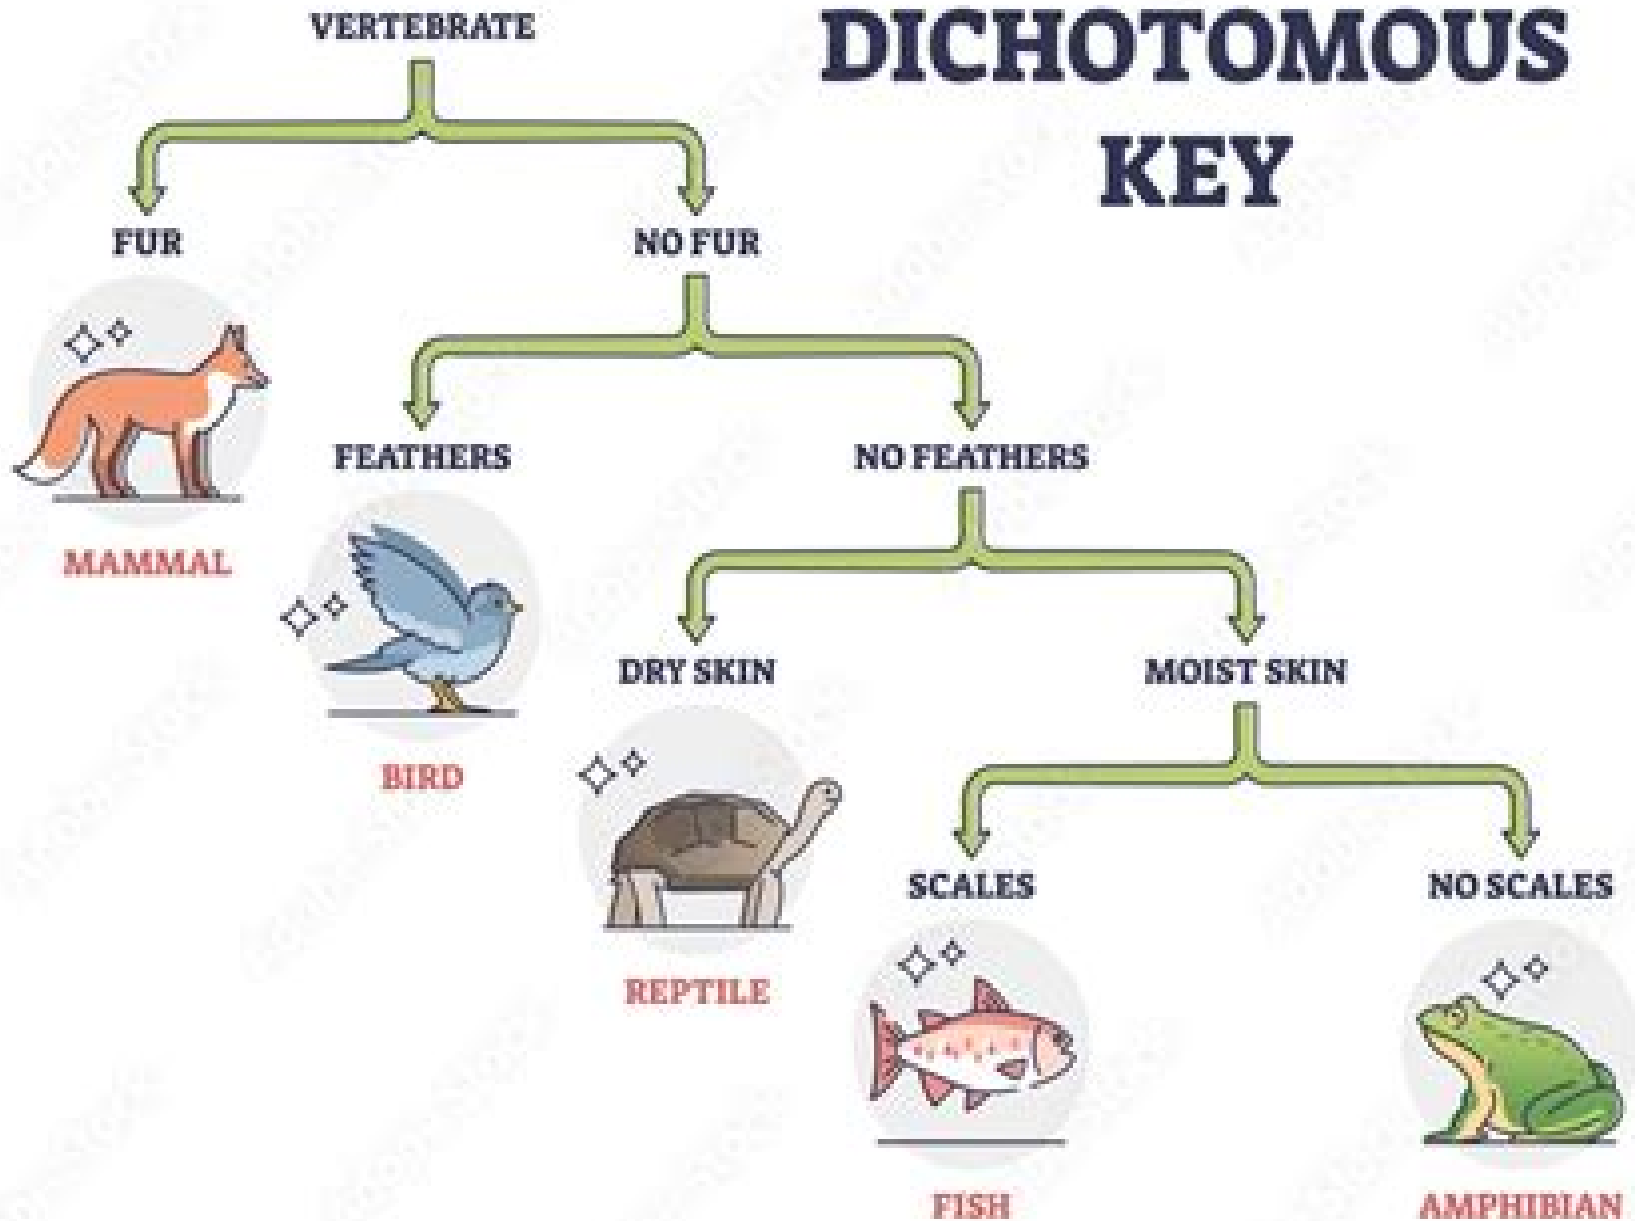 DICHOTOMOUS
KEY
VERTEBRATE
FUR
NO FUR
MAMMAL
FEATHERS
NO FEATHERS
BIRD
DRY SKIN
MOIST SKIN
REPTILE
SCALES
NO SCALES
FISH
AMPHIBIAN